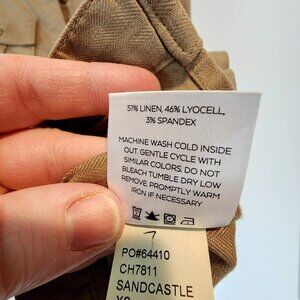 51% LINEN, 46% LYOCELL,
3% SPANDEX
MACHINE WASH COLD INSIDE
OUT. GENTLE CYCLE WITH
SIMILAR COLORS. DO NOT
BLEACH TUMBLE DRY LOW
REMOVE PROMPTLY WARM
IRON IF NECESSARY
7
PO#64410
CH7811
SANDCASTLE